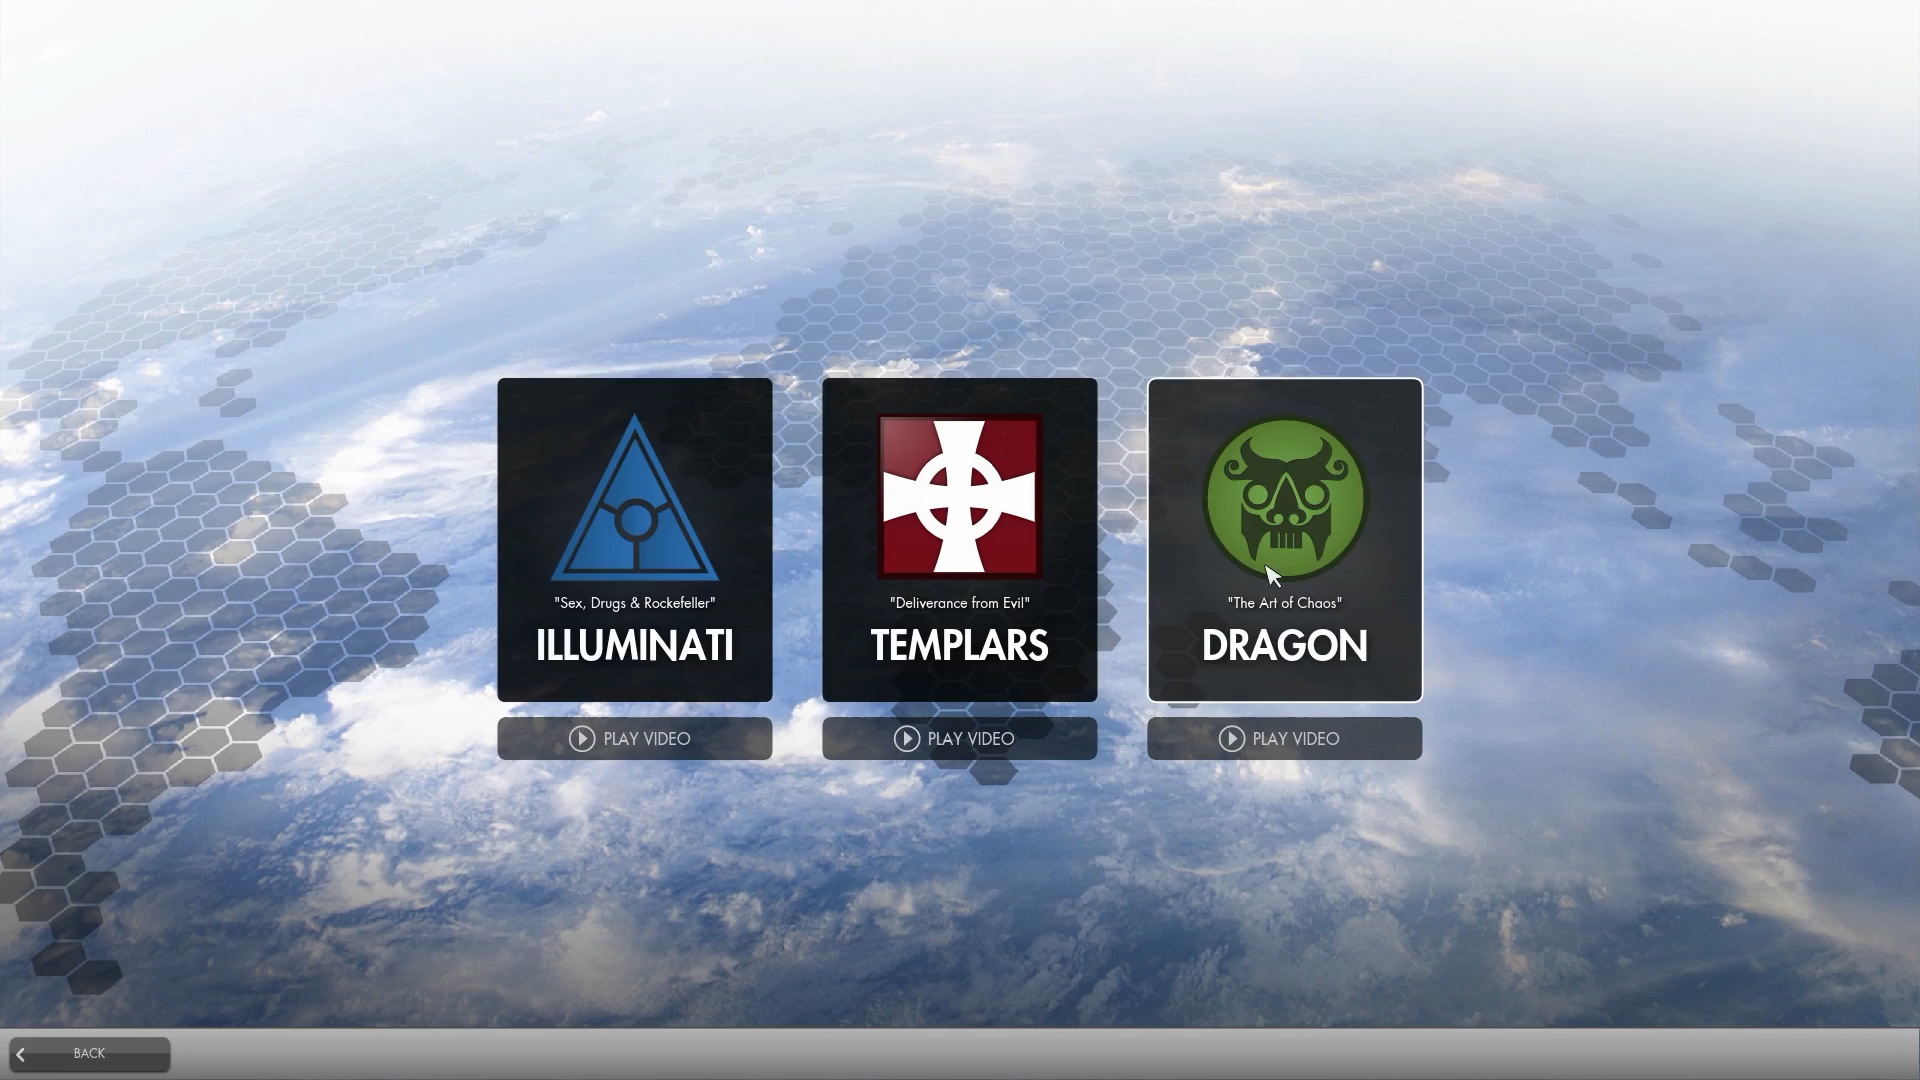 "Sex, Drugs & Rockefeller"
ILLUMINATI
PLAY VIDEO
"Deliverance from Evil"
TEMPLARS
PLAY VIDEO
"The Art of Chaos"
DRAGON
PLAY VIDEO
BACK